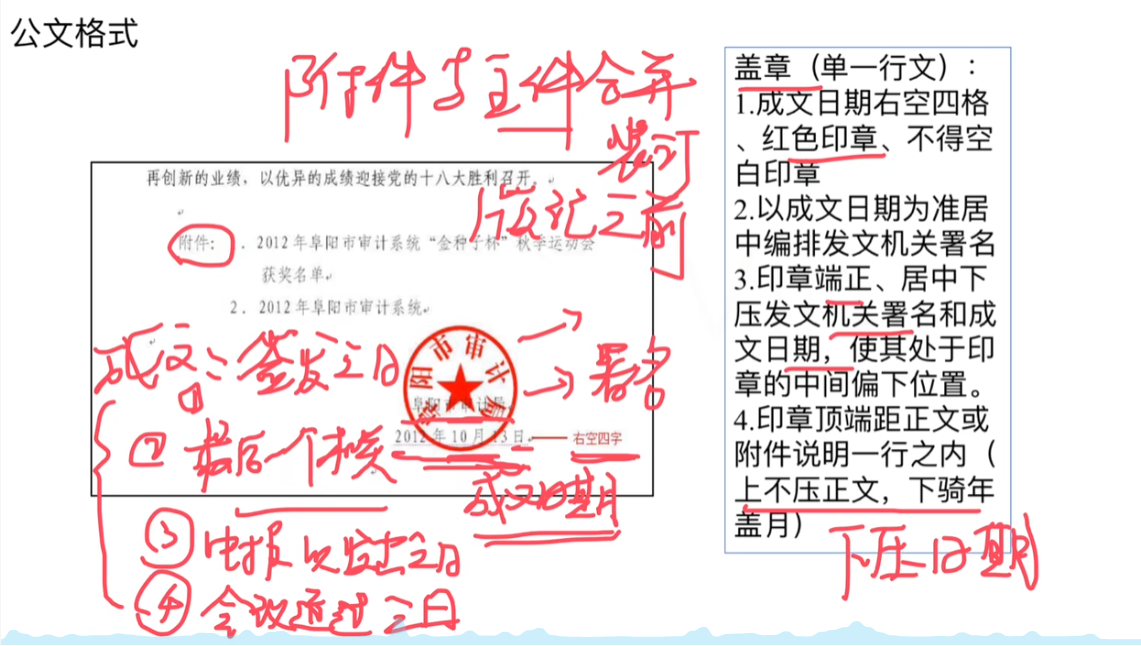 公文格式
附件与主件合并
装订
版记之前
再创新的业绩，以优异的成绩迎接党的十八大胜利召开。
附件：．2012年阜阳市审计系统“金种子杯”秋季运动会
获奖名单
2．2012年阜阳市审计系统
成文：①签发之日
阜阳市审计局
署名
阜阳市审计局
2012年10月13日
右空四字
②最后一个机关
成文日期
③电报以发出之日
④会议通过之日
盖章（单一行文）：
1.成文日期右空四格
、红色印章、不得空
白印章
2.以成文日期为准居
中编排发文机关署名
3.印章端正、居中下
压发文机关署名和成
文日期，使其处于印
章的中间偏下位置。
4.印章顶端距正文或
附件说明一行之内（
上不压正文，下骑年
盖月）
下压日期